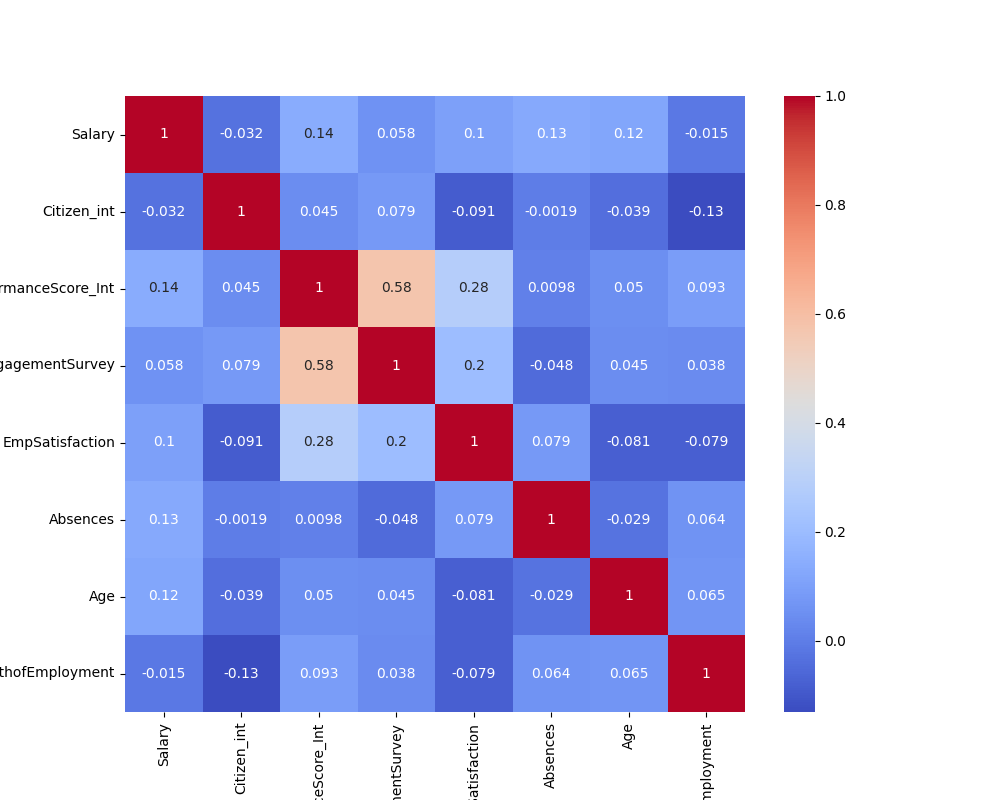 Salary 1 -0.032 0.14 0.058 0.1 0.13 0.12 -0.015
Citizen_int -0.032 1 0.045 0.079 -0.091 -0.0019 -0.039 -0.13
rmanceScore_Int 0.14 0.045 1 0.58 0.28 0.0098 0.05 0.093
gagementSurvey 0.058 0.079 0.58 1 0.2 -0.048 0.045 0.038
EmpSatisfaction 0.1 -0.091 0.28 0.2 1 0.079 -0.081 -0.079
Absences 0.13 -0.0019 0.0098 -0.048 0.079 1 -0.029 0.064
Age 0.12 -0.039 0.05 0.045 -0.081 -0.029 1 0.065
thofEmployment -0.015 -0.13 0.093 0.038 -0.079 0.064 0.065 1
Salary
Citizen_int
ceScore_Int
mentSurvey
Satisfaction
Absences
Age
mployment
1.0
0.8
0.6
0.4
0.2
0.0